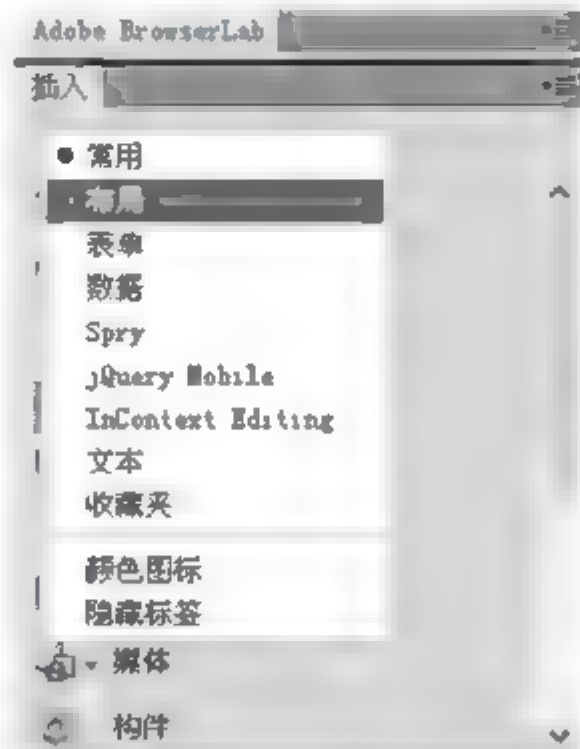 Adobe BrowserLab
插入
常用
布局
表单
数据
Spry
jQuery Mobile
InContext Editing
文本
收藏夹
颜色图标
隐藏标签
媒体
构件